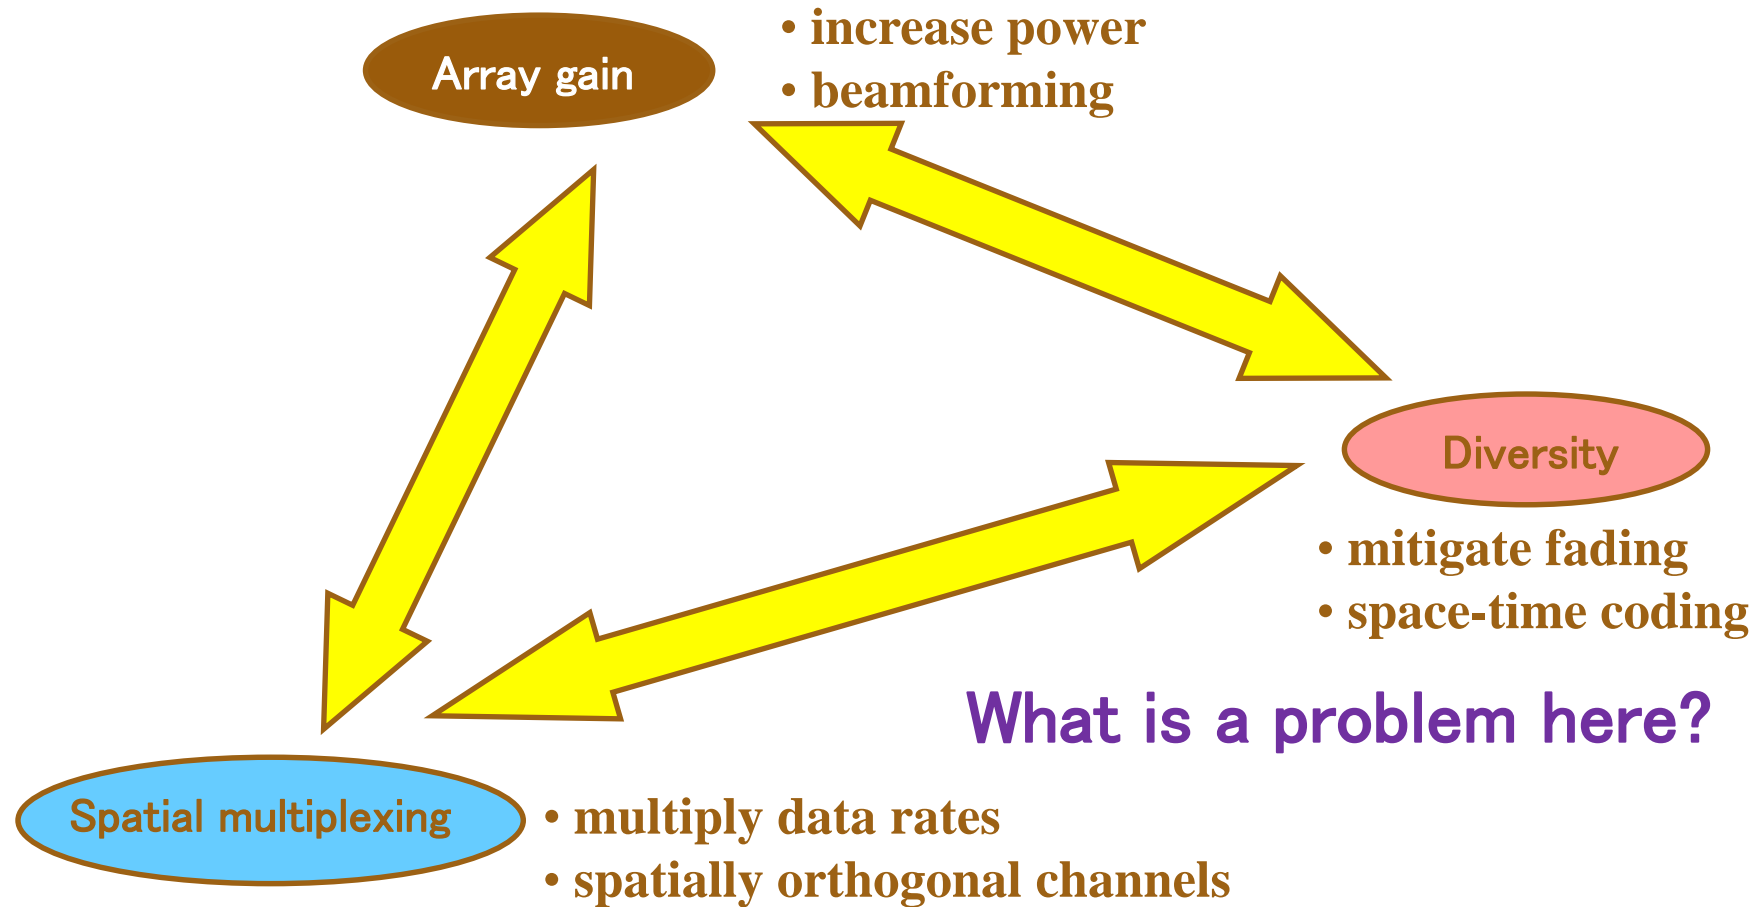 Array gain
• increase power
• beamforming
Diversity
• mitigate fading
• space-time coding
What is a problem here?
Spatial multiplexing
• multiply data rates
• spatially orthogonal channels